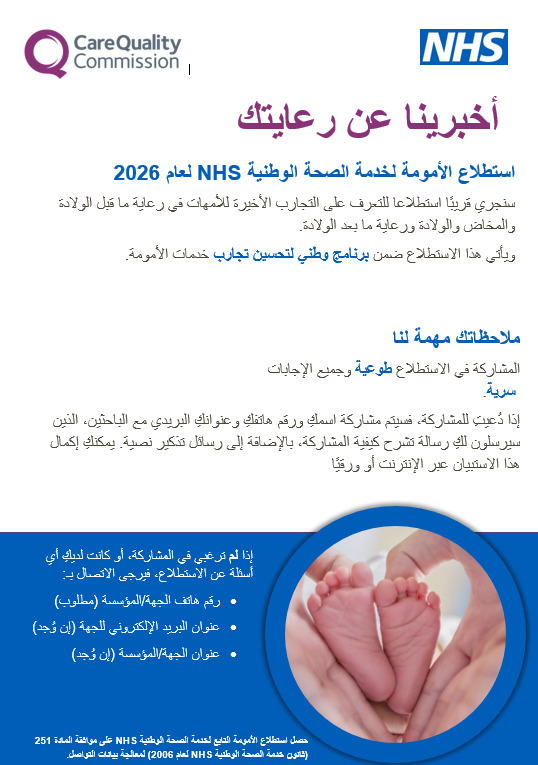 CareQuality
Commission
NHS
أخبرينا عن رعايتك
استطلاع الأمومة لخدمة الصحة الوطنية NHS لعام 2026
سنجري قريبًا استطلاعا للتعرف على التجارب الأخيرة للأمهات في رعاية ما قبل الولادة
والمخاض والولادة ورعاية ما بعد الولادة.
ويأتي هذا الاستطلاع ضمن برنامج وطني لتحسين تجارب خدمات الأمومة.
ملاحظاتك مهمة لنا
المشاركة في الاستطلاع طوعية وجميع الإجابات
سرية.
إذا دُعيتِ للمشاركة، فسيتم مشاركة اسمكِ ورقم هاتفكِ وعنوانكِ البريدي مع الباحثين، الذين
سيرسلون لكِ رسالة تشرح كيفية المشاركة، بالإضافة إلى رسائل تذكير نصية. يمكنكِ إكمال
هذا الاستبيان عبر الإنترنت أو ورقيًا
إذا لم ترغبي في المشاركة، أو كانت لديكِ أي
أسئلة عن الاستطلاع، فيرجى الاتصال بـ:
• رقم هاتف الجهة/المؤسسة (مطلوب)
• عنوان البريد الإلكتروني للجهة (إن وُجد)
• عنوان الجهة/المؤسسة (إن وُجد)
حصل استطلاع الأمومة التابع لخدمة الصحة الوطنية NHS على موافقة المادة 251
(قانون خدمة الصحة الوطنية NHS لعام 2006) لمعالجة بيانات التواصل.